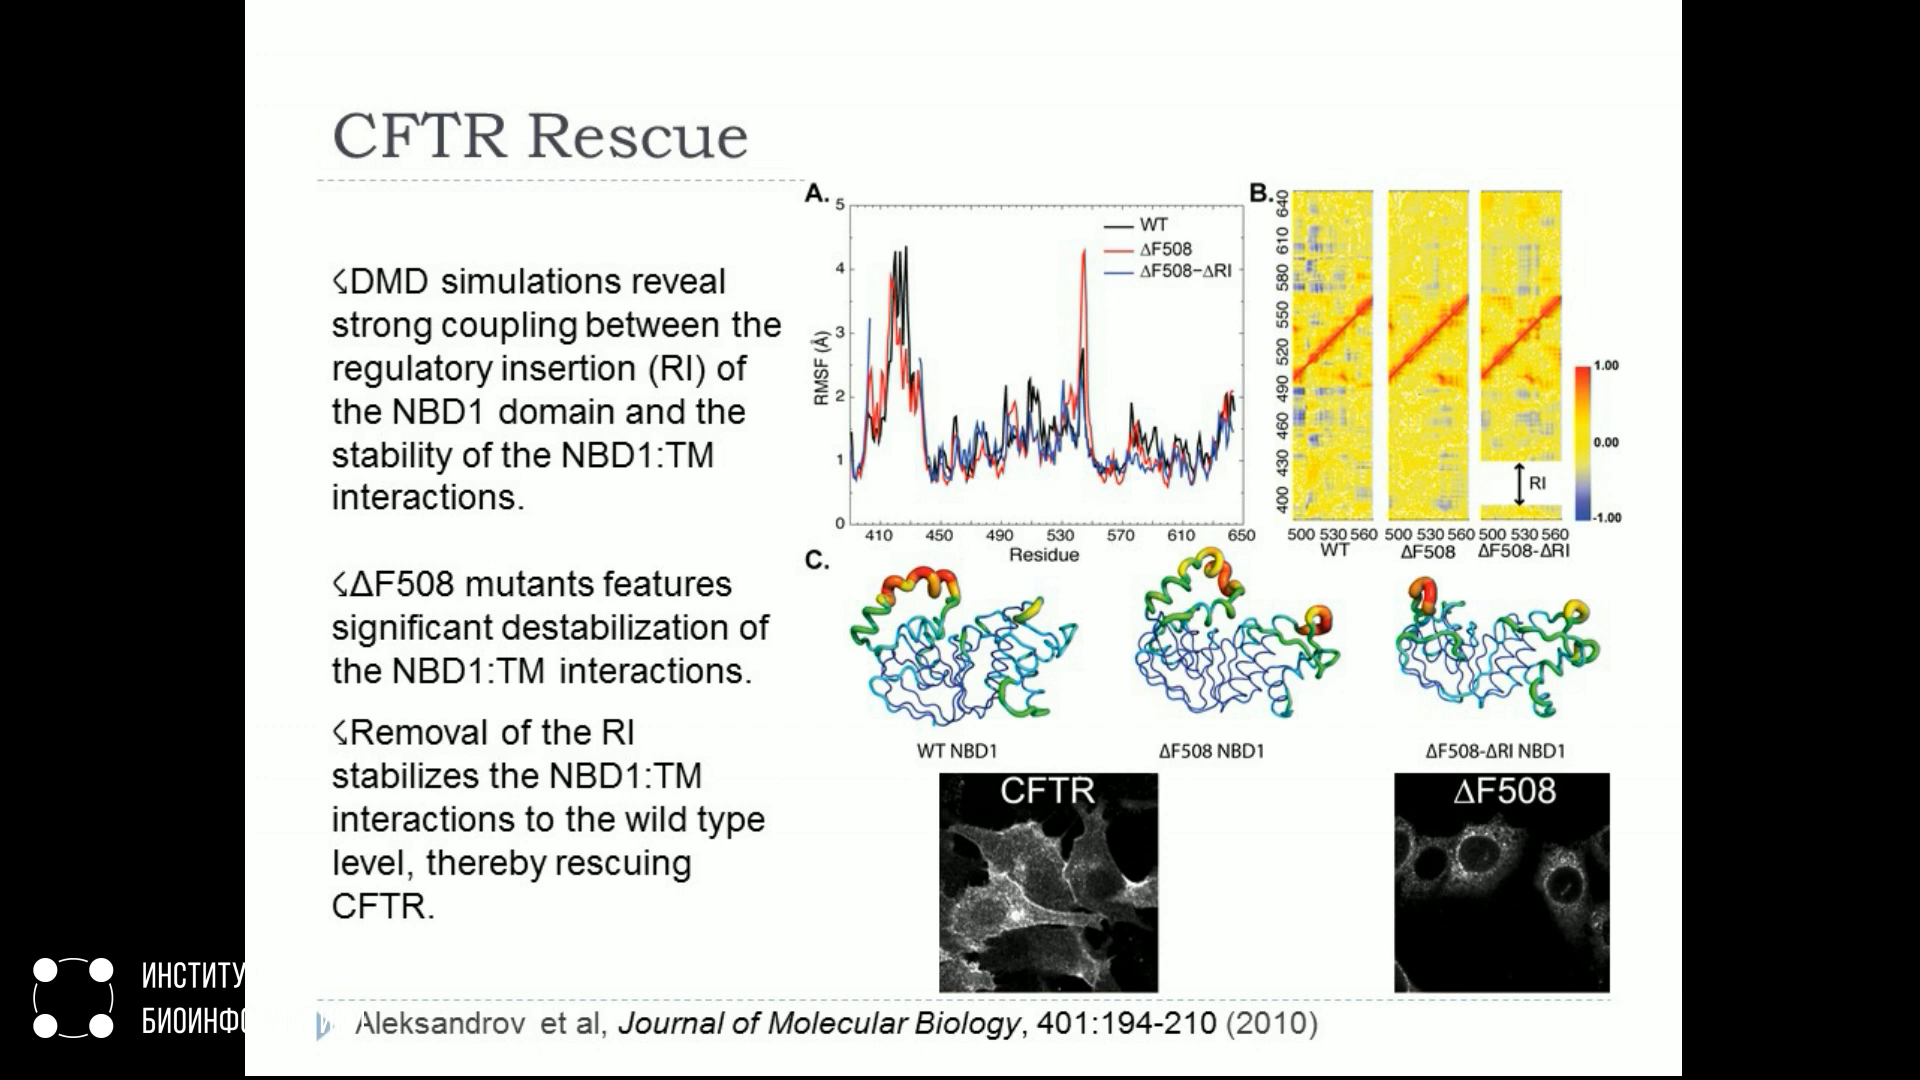 CFTR Rescue
DMD simulations reveal
strong coupling between the
regulatory insertion (RI) of
the NBD1 domain and the
stability of the NBD1:TM
interactions.
ΔF508 mutants features
significant destabilization of
the NBD1:TM interactions.
Removal of the RI
stabilizes the NBD1:TM
interactions to the wild type
level, thereby rescuing
CFTR.
A.
5
4
3
2
1
0
RMSF (Å)
WT
ΔF508
ΔF508−ΔRI
410 450 490 530 570 610 650
Residue
B.
640
610
580
550
520
490
460
430
400
RI
1.00
0.00
-1.00
500 530 560 500 530 560 500 530 560
WT ΔF508 ΔF508-ΔRI
C.
WT NBD1 ΔF508 NBD1 ΔF508-ΔRI NBD1
CFTR ΔF508
Aleksandrov et al, Journal of Molecular Biology, 401:194-210 (2010)
ИНСТИТУ
БИОИНФО